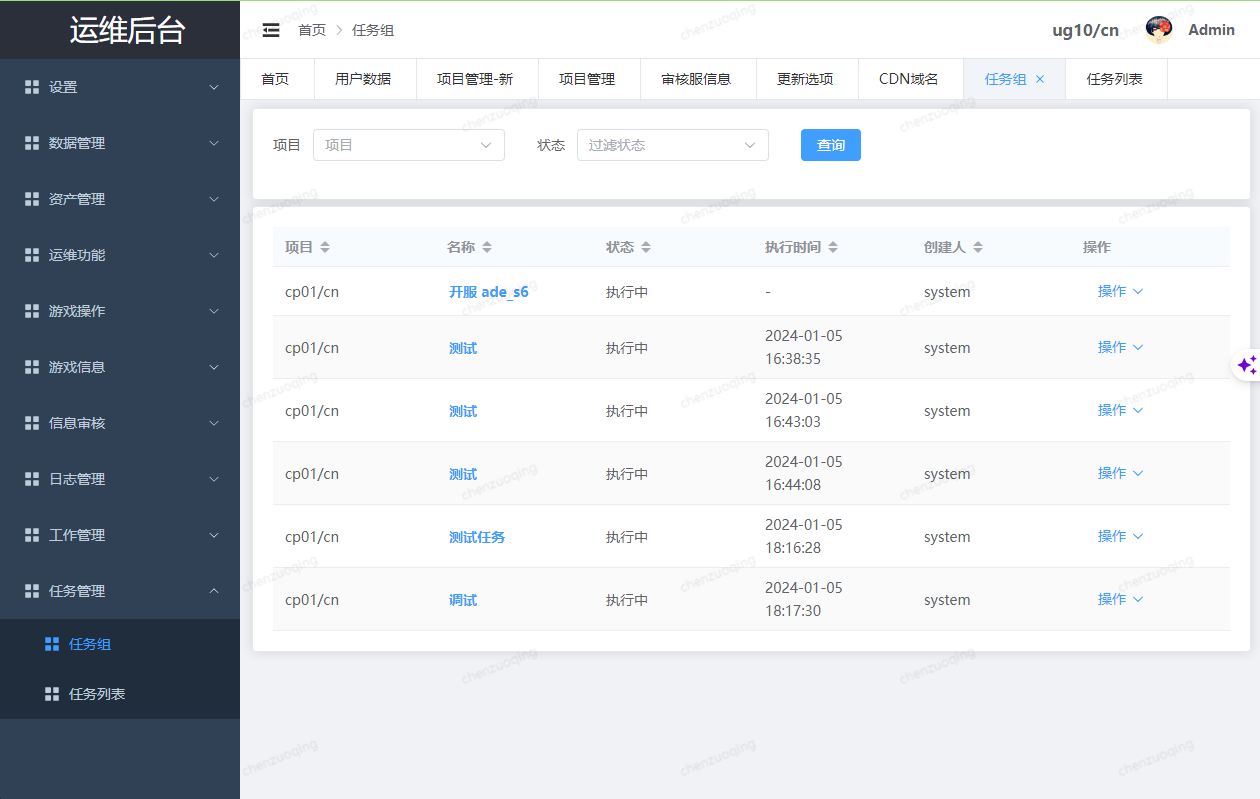 运维后台
首页 > 任务组
ug10/cn
Admin
首页 用户数据 项目管理-新 项目管理 审核服信息 更新选项 CDN域名 任务组 × 任务列表
设置
数据管理
资产管理
运维功能
游戏操作
游戏信息
信息审核
日志管理
工作管理
任务管理
任务组
任务列表
项目 项目 状态 过滤状态 查询
项目 名称 状态 执行时间 创建人 操作
cp01/cn 开服 ade_s6 执行中 - system 操作
cp01/cn 测试 执行中 2024-01-05 16:38:35 system 操作
cp01/cn 测试 执行中 2024-01-05 16:43:03 system 操作
cp01/cn 测试 执行中 2024-01-05 16:44:08 system 操作
cp01/cn 测试任务 执行中 2024-01-05 18:16:28 system 操作
cp01/cn 调试 执行中 2024-01-05 18:17:30 system 操作
chenzuoqing